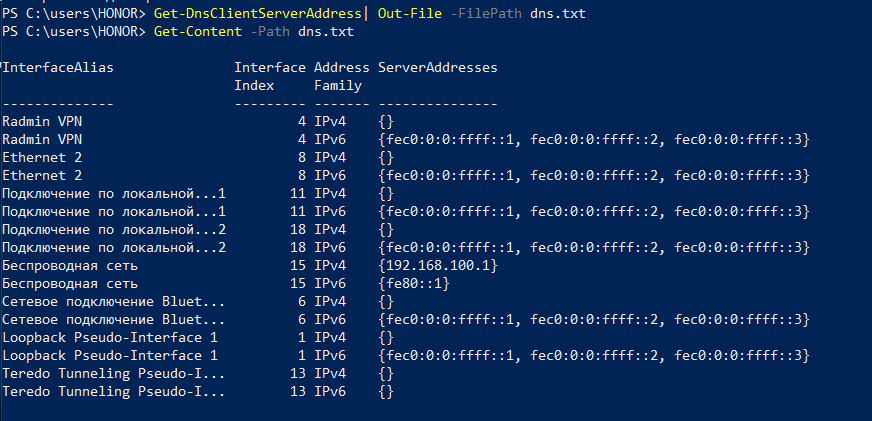 PS C:\users\HONOR> Get-DnsClientServerAddress| Out-File -FilePath dns.txt
PS C:\users\HONOR> Get-Content -Path dns.txt
InterfaceAlias Interface Address ServerAddresses
Index Family
-------------- --------- ------- ---------------
Radmin VPN 4 IPv4 {}
Radmin VPN 4 IPv6 {fec0:0:0:ffff::1, fec0:0:0:ffff::2, fec0:0:0:ffff::3}
Ethernet 2 8 IPv4 {}
Ethernet 2 8 IPv6 {fec0:0:0:ffff::1, fec0:0:0:ffff::2, fec0:0:0:ffff::3}
Подключение по локальной...1 11 IPv4 {}
Подключение по локальной...1 11 IPv6 {fec0:0:0:ffff::1, fec0:0:0:ffff::2, fec0:0:0:ffff::3}
Подключение по локальной...2 18 IPv4 {}
Подключение по локальной...2 18 IPv6 {fec0:0:0:ffff::1, fec0:0:0:ffff::2, fec0:0:0:ffff::3}
Беспроводная сеть 15 IPv4 {192.168.100.1}
Беспроводная сеть 15 IPv6 {fe80::1}
Сетевое подключение Bluet... 6 IPv4 {}
Сетевое подключение Bluet... 6 IPv6 {fec0:0:0:ffff::1, fec0:0:0:ffff::2, fec0:0:0:ffff::3}
Loopback Pseudo-Interface 1 1 IPv4 {}
Loopback Pseudo-Interface 1 1 IPv6 {fec0:0:0:ffff::1, fec0:0:0:ffff::2, fec0:0:0:ffff::3}
Teredo Tunneling Pseudo-I... 13 IPv4 {}
Teredo Tunneling Pseudo-I... 13 IPv6 {}